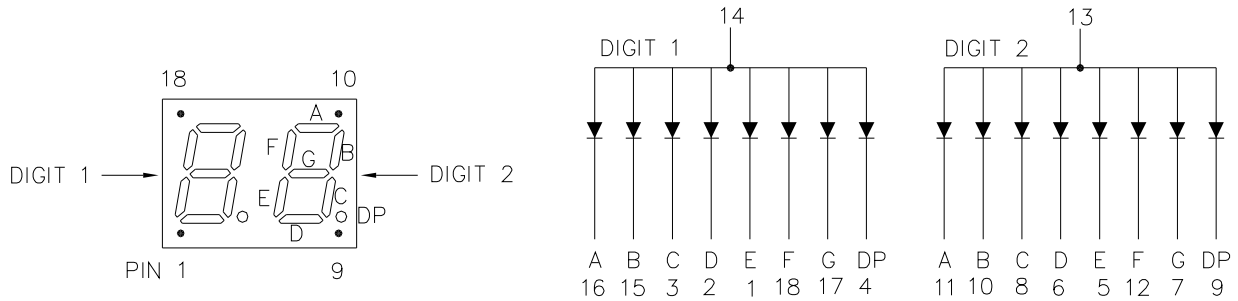 14
13
DIGIT 1
DIGIT 2
18 10
A
F B
G
DIGIT 1 DIGIT 2
E C
DP
D
PIN 1 9
A B C D E F G DP
16 15 3 2 1 18 17 4
A B C D E F G DP
11 10 8 6 5 12 7 9